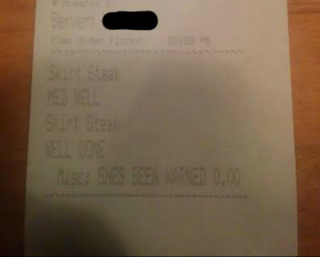 Server:
Skirt Steak
MED WELL
Skirt Steak
WELL DONE
Misc: SHES BEEN WARNED 0.00